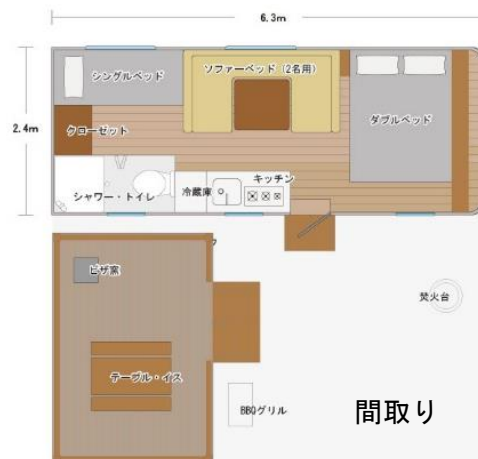 6.3m
2.4m
シングルベッド
ソファーベッド（2名用）
ダブルベッド
クローゼット
シャワー・トイレ
冷蔵庫
キッチン
ピザ窯
焚火台
テーブル・イス
BBQグリル
間取り